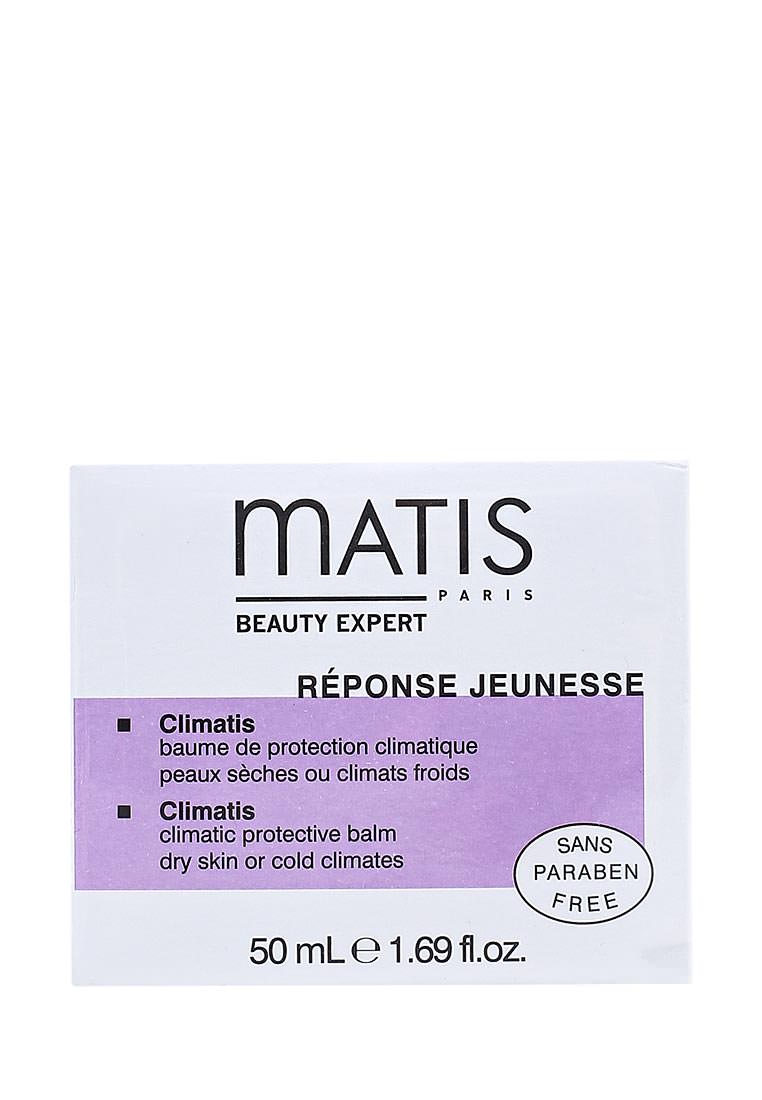 MATIS
PARIS
BEAUTY EXPERT
RÉPONSE JEUNESSE
■ Climatis
baume de protection climatique
peaux sèches ou climats froids
■ Climatis
climatic protective balm
dry skin or cold climates
SANS
PARABEN
FREE
50 mL ℮ 1.69 fl.oz.